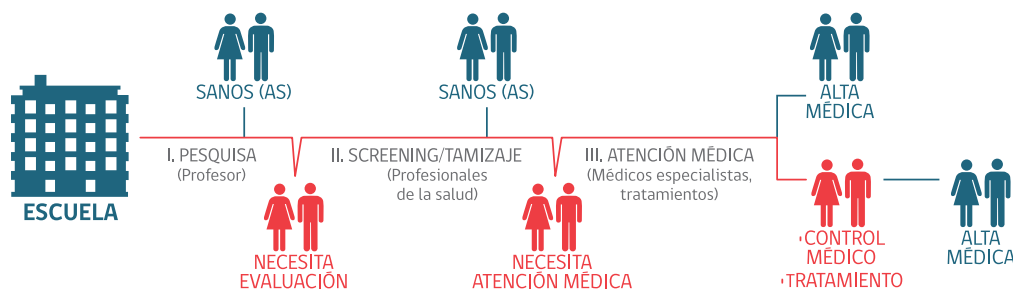 ESCUELA
SANOS (AS)
I. PESQUISA
(Profesor)
NECESITA
EVALUACIÓN
SANOS (AS)
II. SCREENING/TAMIZAJE
(Profesionales
de la salud)
NECESITA
ATENCIÓN MÉDICA
III. ATENCIÓN MÉDICA
(Médicos especialistas,
tratamientos)
ALTA
MÉDICA
•CONTROL
MÉDICO
•TRATAMIENTO
ALTA
MÉDICA